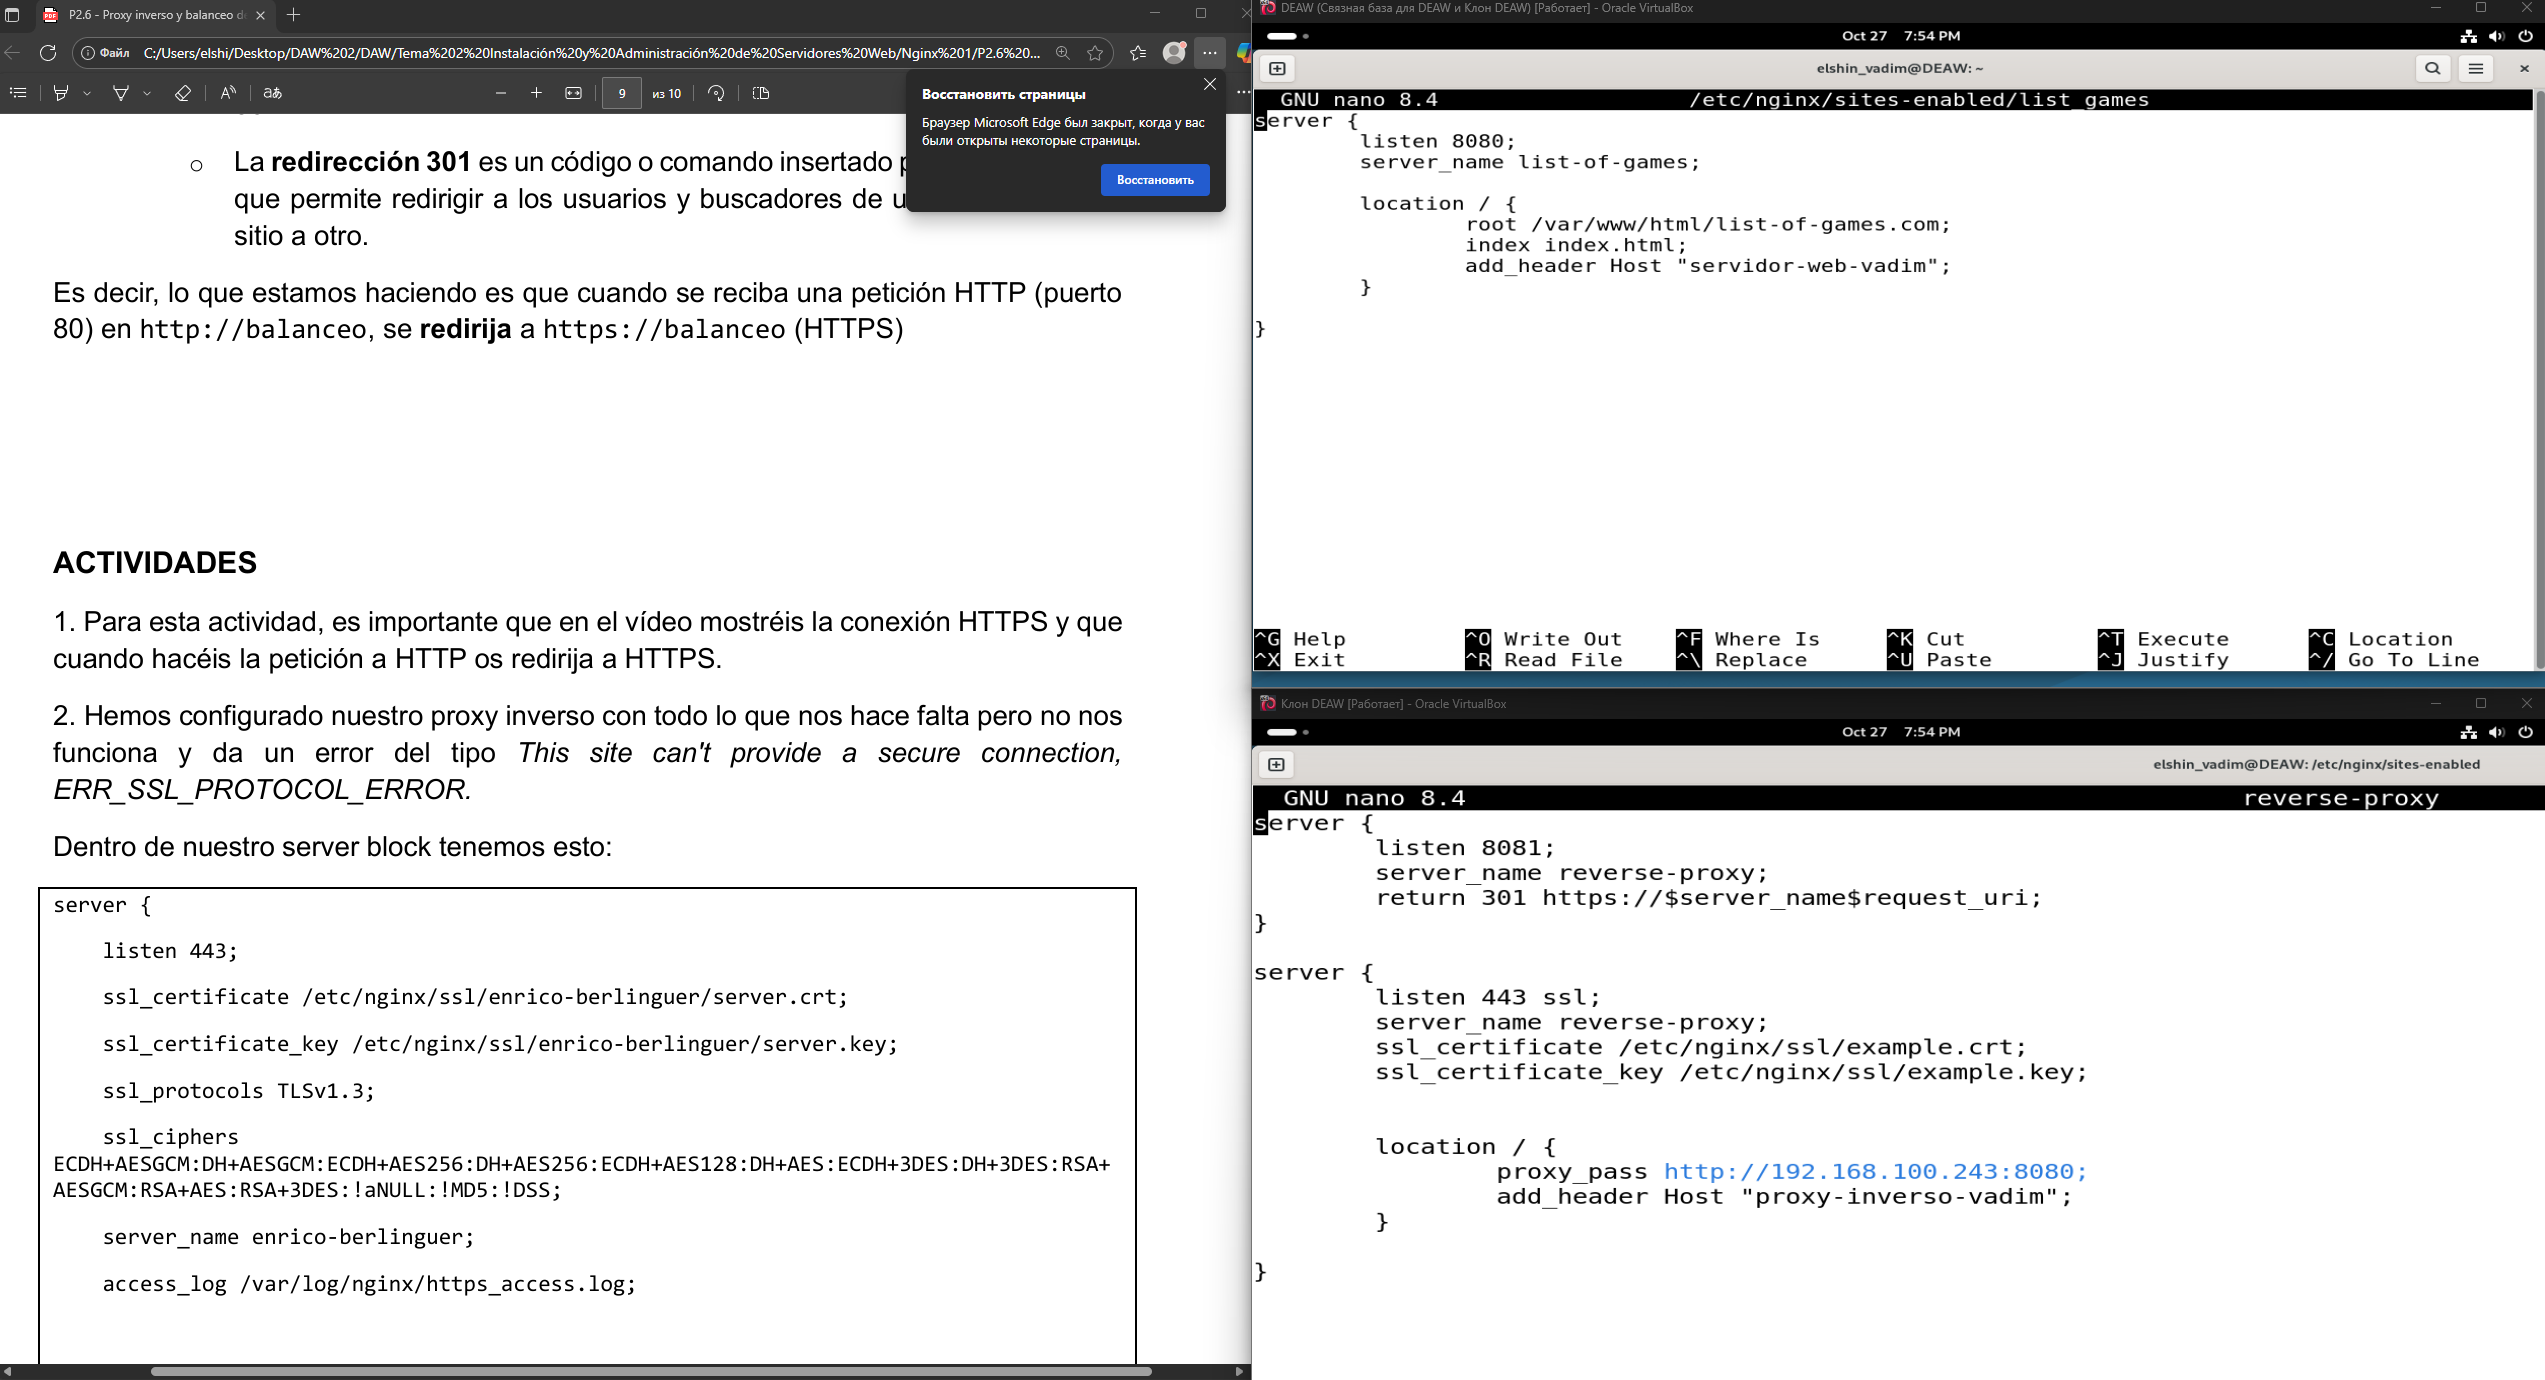 P2.6 - Proxy inverso y balanceo de
Файл
C:/Users/elshi/Desktop/DAW%202/DAW/Tema%202%20Instalación%20y%20Administración%20de%20Servidores%20Web/Nginx%201/P2.6%20...
9 из 10
Восстановить страницы
Браузер Microsoft Edge был закрыт, когда у вас
были открыты некоторые страницы.
Восстановить
La redirección 301 es un código o comando insertado p
que permite redirigir a los usuarios y buscadores de u
sitio a otro.
Es decir, lo que estamos haciendo es que cuando se reciba una petición HTTP (puerto
80) en http://balanceo, se redirija a https://balanceo (HTTPS)
ACTIVIDADES
1. Para esta actividad, es importante que en el vídeo mostréis la conexión HTTPS y que
cuando hacéis la petición a HTTP os redirija a HTTPS.
2. Hemos configurado nuestro proxy inverso con todo lo que nos hace falta pero no nos
funciona y da un error del tipo This site can't provide a secure connection,
ERR_SSL_PROTOCOL_ERROR.
Dentro de nuestro server block tenemos esto:
server {
listen 443;
ssl_certificate /etc/nginx/ssl/enrico-berlinguer/server.crt;
ssl_certificate_key /etc/nginx/ssl/enrico-berlinguer/server.key;
ssl_protocols TLSv1.3;
ssl_ciphers
ECDH+AESGCM:DH+AESGCM:ECDH+AES256:DH+AES256:ECDH+AES128:DH+AES:ECDH+3DES:DH+3DES:RSA+
AESGCM:RSA+AES:RSA+3DES:!aNULL:!MD5:!DSS;
server_name enrico-berlinguer;
access_log /var/log/nginx/https_access.log;
DEAW (Связная база для DEAW и Клон DEAW) [Работает] - Oracle VirtualBox
Oct 27 7:54 PM
elshin_vadim@DEAW: ~
GNU nano 8.4 /etc/nginx/sites-enabled/list_games
server {
listen 8080;
server_name list-of-games;
location / {
root /var/www/html/list-of-games.com;
index index.html;
add_header Host "servidor-web-vadim";
}
}
^G Help ^O Write Out ^F Where Is ^K Cut ^T Execute ^C Location
^X Exit ^R Read File ^\ Replace ^U Paste ^J Justify ^/ Go To Line
Клон DEAW [Работает] - Oracle VirtualBox
Oct 27 7:54 PM
elshin_vadim@DEAW: /etc/nginx/sites-enabled
GNU nano 8.4 reverse-proxy
server {
listen 8081;
server_name reverse-proxy;
return 301 https://$server_name$request_uri;
}
server {
listen 443 ssl;
server_name reverse-proxy;
ssl_certificate /etc/nginx/ssl/example.crt;
ssl_certificate_key /etc/nginx/ssl/example.key;
location / {
proxy_pass http://192.168.100.243:8080;
add_header Host "proxy-inverso-vadim";
}
}